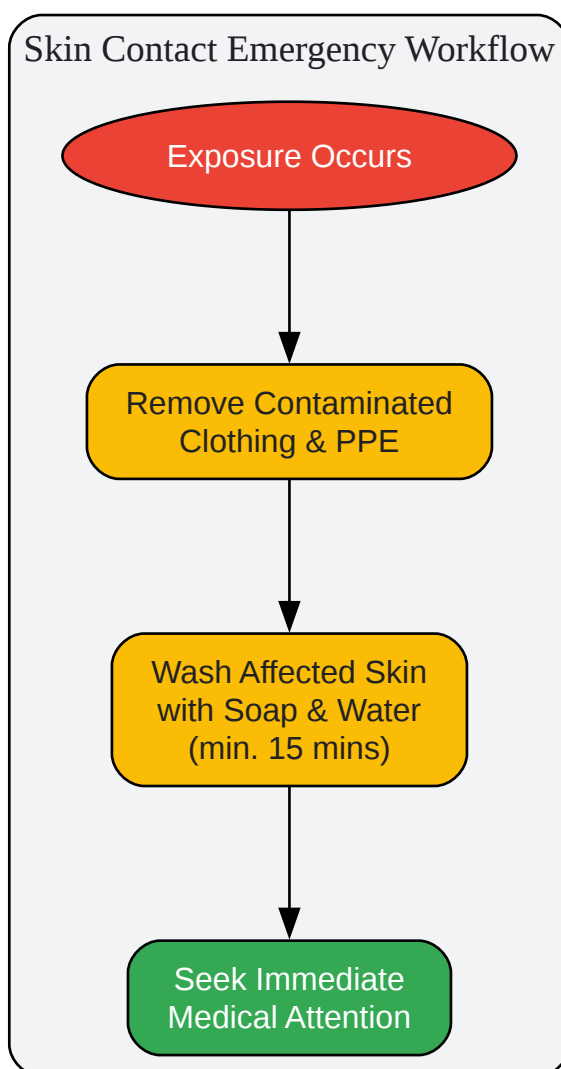 Skin Contact Emergency Workflow
Exposure Occurs
Remove Contaminated
Clothing & PPE
Wash Affected Skin
with Soap & Water
(min. 15 mins)
Seek Immediate
Medical Attention